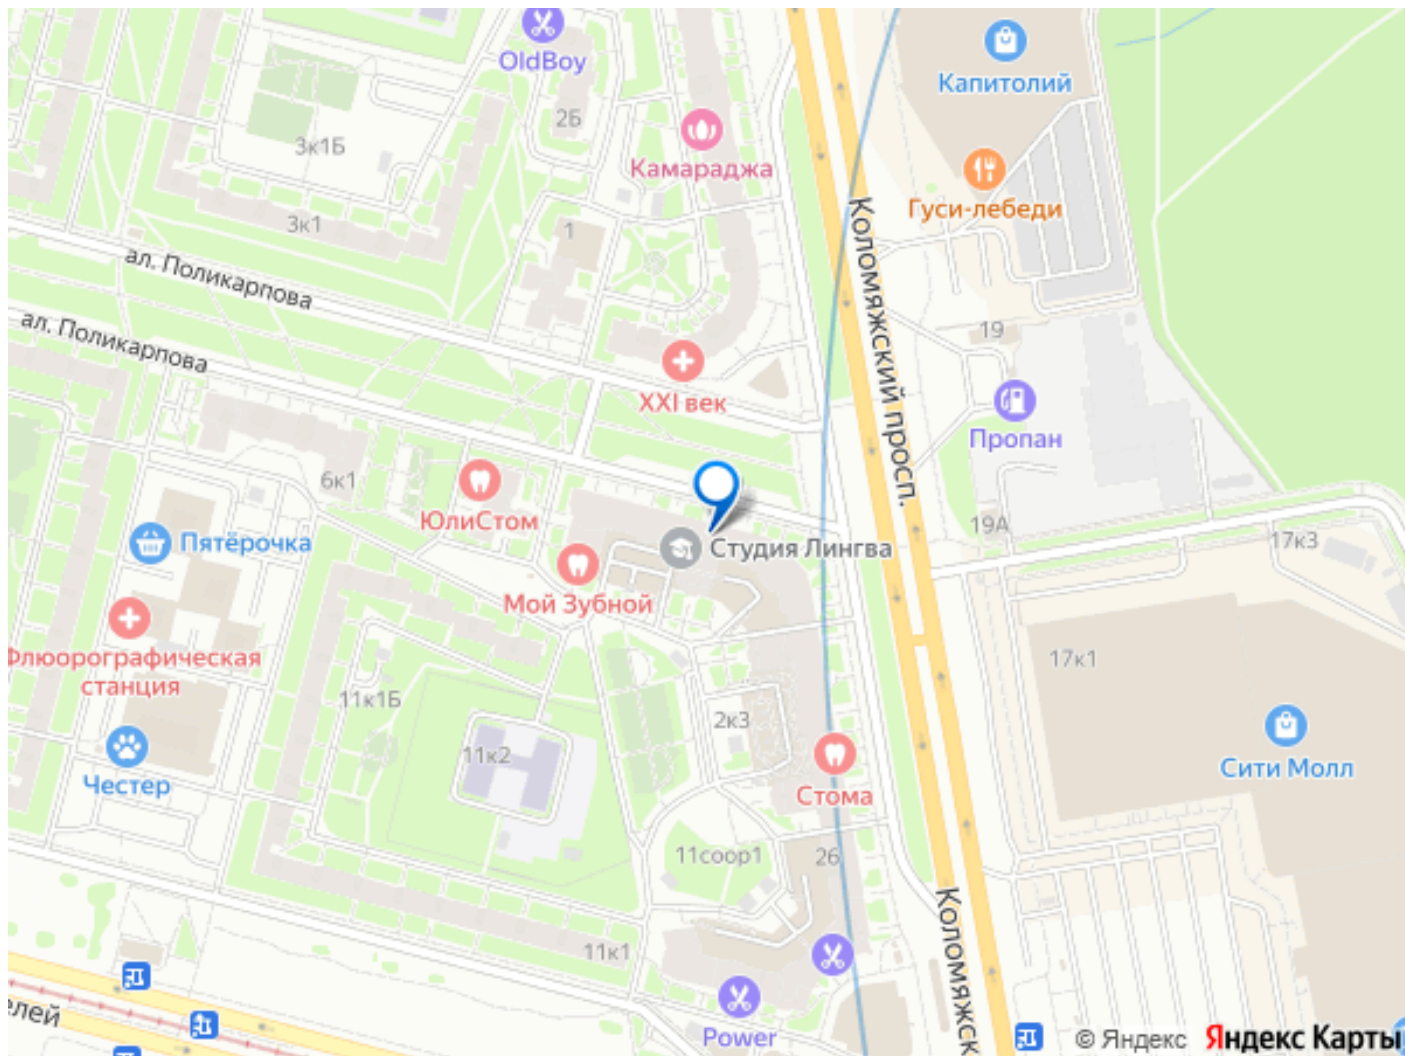 OldBoy
Капитолий
2Б
3к1Б
Камараджа
Гуси-лебеди
3к1
1
ал. Поликарпова
Коломяжский просп.
ал. Поликарпова
19
XXI век
Пропан
6к1
ЮлиСтом
19А
17к3
Пятёрочка
Студия Лингва
Мой Зубной
Флюорографическая
станция
17к1
11к1Б
2к3
11к2
Сити Молл
Честер
Стома
11соор1
26
Коломяжск
11к1
елей
Power
© Яндекс
Яндекс Карты